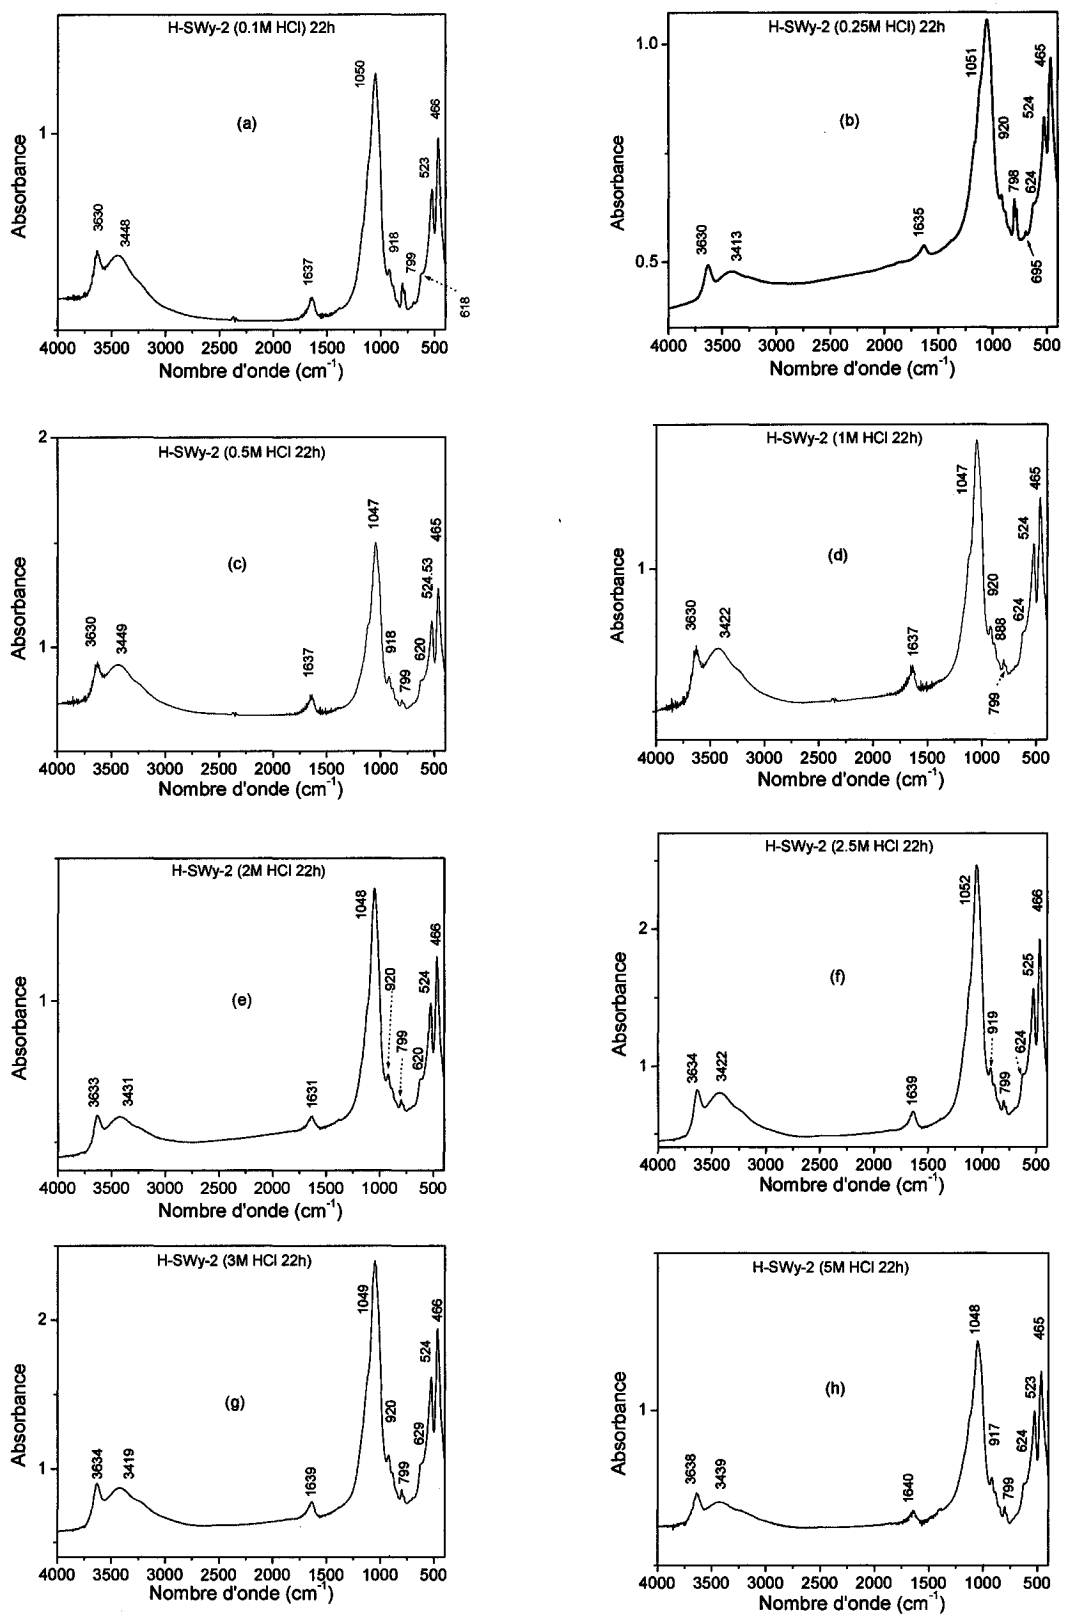 H-SWy-2 (0.1M HCl) 22h
(a)
3630
3448
1637
1050
918
799
523
466
618
1
Absorbance
4000 3500 3000 2500 2000 1500 1000 500
Nombre d'onde (cm-1)
H-SWy-2 (0.25M HCl) 22h
(b)
3630
3413
1635
1051
920
798
624
524
465
695
1.0
0.5
Absorbance
4000 3500 3000 2500 2000 1500 1000 500
Nombre d'onde (cm-1)
H-SWy-2 (0.5M HCl 22h)
(c)
3630
3449
1637
1047
918
799
620
524.53
465
2
1
Absorbance
4000 3500 3000 2500 2000 1500 1000 500
Nombre d'onde (cm-1)
H-SWy-2 (1M HCl 22h)
(d)
3630
3422
1637
1047
920
888
799
624
524
465
1
Absorbance
4000 3500 3000 2500 2000 1500 1000 500
Nombre d'onde (cm-1)
H-SWy-2 (2M HCl 22h)
(e)
3633
3431
1631
1048
920
799
620
524
466
1
Absorbance
4000 3500 3000 2500 2000 1500 1000 500
Nombre d'onde (cm-1)
H-SWy-2 (2.5M HCl 22h)
(f)
3634
3422
1639
1052
919
799
624
525
466
2
1
Absorbance
4000 3500 3000 2500 2000 1500 1000 500
Nombre d'onde (cm-1)
H-SWy-2 (3M HCl 22h)
(g)
3634
3419
1639
1049
920
799
629
524
466
2
1
Absorbance
4000 3500 3000 2500 2000 1500 1000 500
Nombre d'onde (cm-1)
H-SWy-2 (5M HCl 22h)
(h)
3638
3439
1640
1048
917
799
624
523
465
1
Absorbance
4000 3500 3000 2500 2000 1500 1000 500
Nombre d'onde (cm-1)